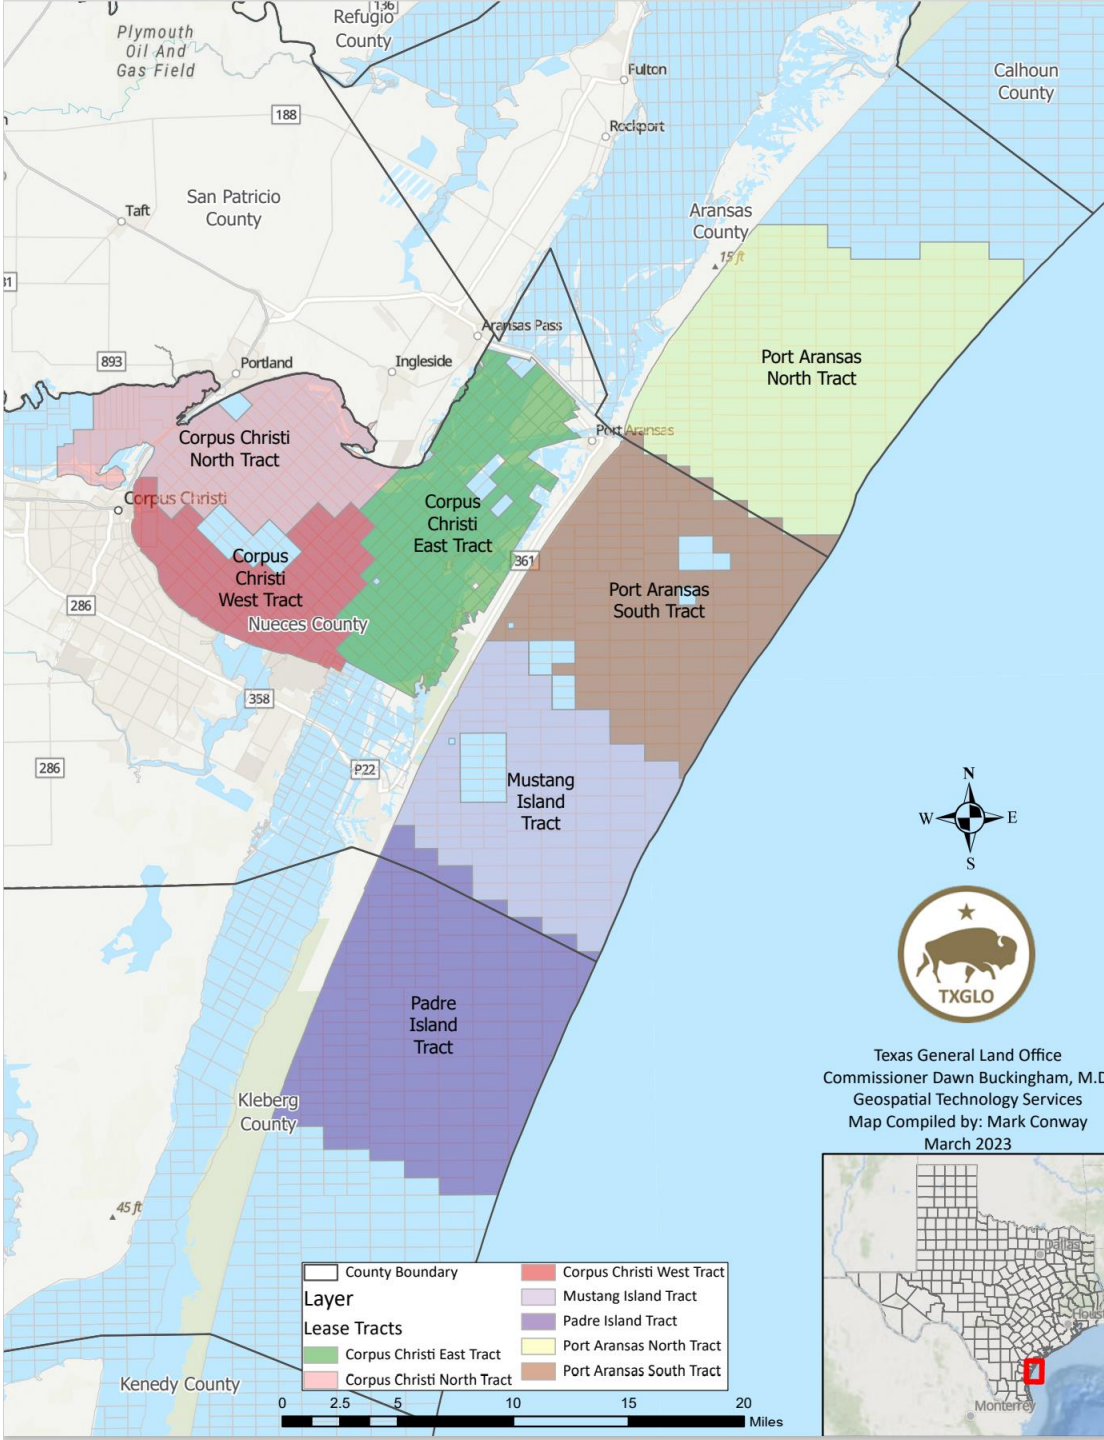 136
Refugio
County
Plymouth
Oil And
Gas Field
Fulton
Calhoun
County
188
Rockport
San Patricio
County
Taft
Aransas
County
15 ft
Aransas Pass
893
Portland
Ingleside
Port Aransas
North Tract
Corpus Christi
North Tract
Port Aransas
Corpus Christi
Corpus
Christi
East Tract
Corpus
Christi
West Tract
361
Port Aransas
South Tract
286
Nueces County
358
286
P22
Mustang
Island
Tract
N
W
E
S
TXGLO
Padre
Island
Tract
Texas General Land Office
Commissioner Dawn Buckingham, M.D
Geospatial Technology Services
Map Compiled by: Mark Conway
March 2023
Kleberg
County
45 ft
Dallas
Monterrey
County Boundary
Layer
Lease Tracts
Corpus Christi East Tract
Corpus Christi North Tract
Corpus Christi West Tract
Mustang Island Tract
Padre Island Tract
Port Aransas North Tract
Port Aransas South Tract
Kenedy County
0 2.5 5 10 15 20
Miles